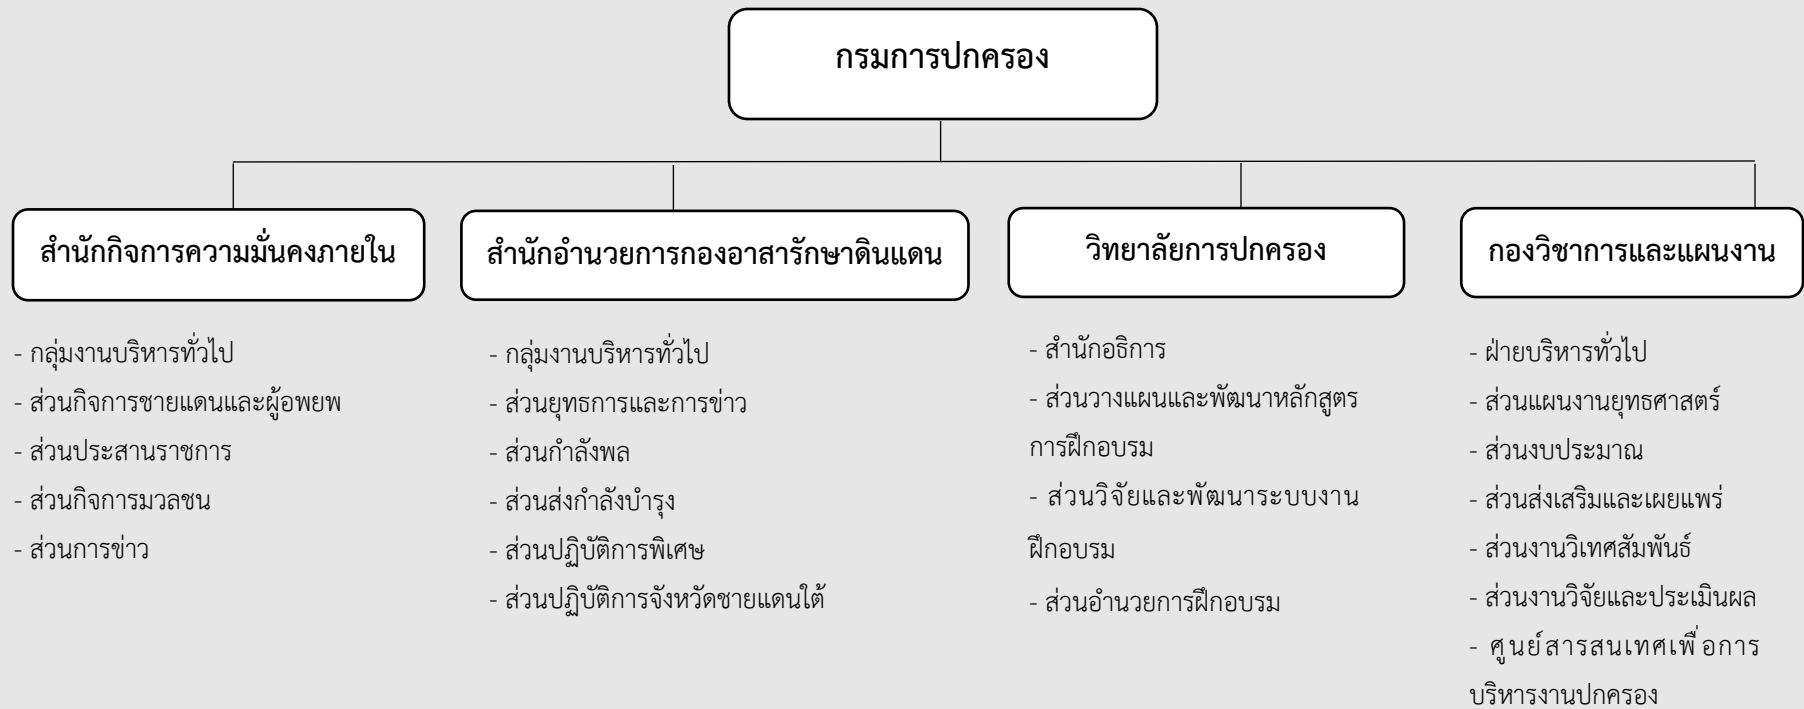 กรมการปกครอง
สำนักกิจการความมั่นคงภายใน
- กลุ่มงานบริหารทั่วไป
- ส่วนกิจการชายแดนและผู้อพยพ
- ส่วนประสานราชการ
- ส่วนกิจการมวลชน
- ส่วนการข่าว
สำนักอำนวยการกองอาสารักษาดินแดน
- กลุ่มงานบริหารทั่วไป
- ส่วนยุทธการและการข่าว
- ส่วนกำลังพล
- ส่วนส่งกำลังบำรุง
- ส่วนปฏิบัติการพิเศษ
- ส่วนปฏิบัติการจังหวัดชายแดนใต้
วิทยาลัยการปกครอง
- สำนักอธิการ
- ส่วนวางแผนและพัฒนาหลักสูตร
การฝึกอบรม
- ส่วนวิจัยและพัฒนาระบบงาน
ฝึกอบรม
- ส่วนอำนวยการฝึกอบรม
กองวิชาการและแผนงาน
- ฝ่ายบริหารทั่วไป
- ส่วนแผนงานยุทธศาสตร์
- ส่วนงบประมาณ
- ส่วนส่งเสริมและเผยแพร่
- ส่วนงานวิเทศสัมพันธ์
- ส่วนงานวิจัยและประเมินผล
- ศูนย์สารสนเทศเพื่อการ
บริหารงานปกครอง